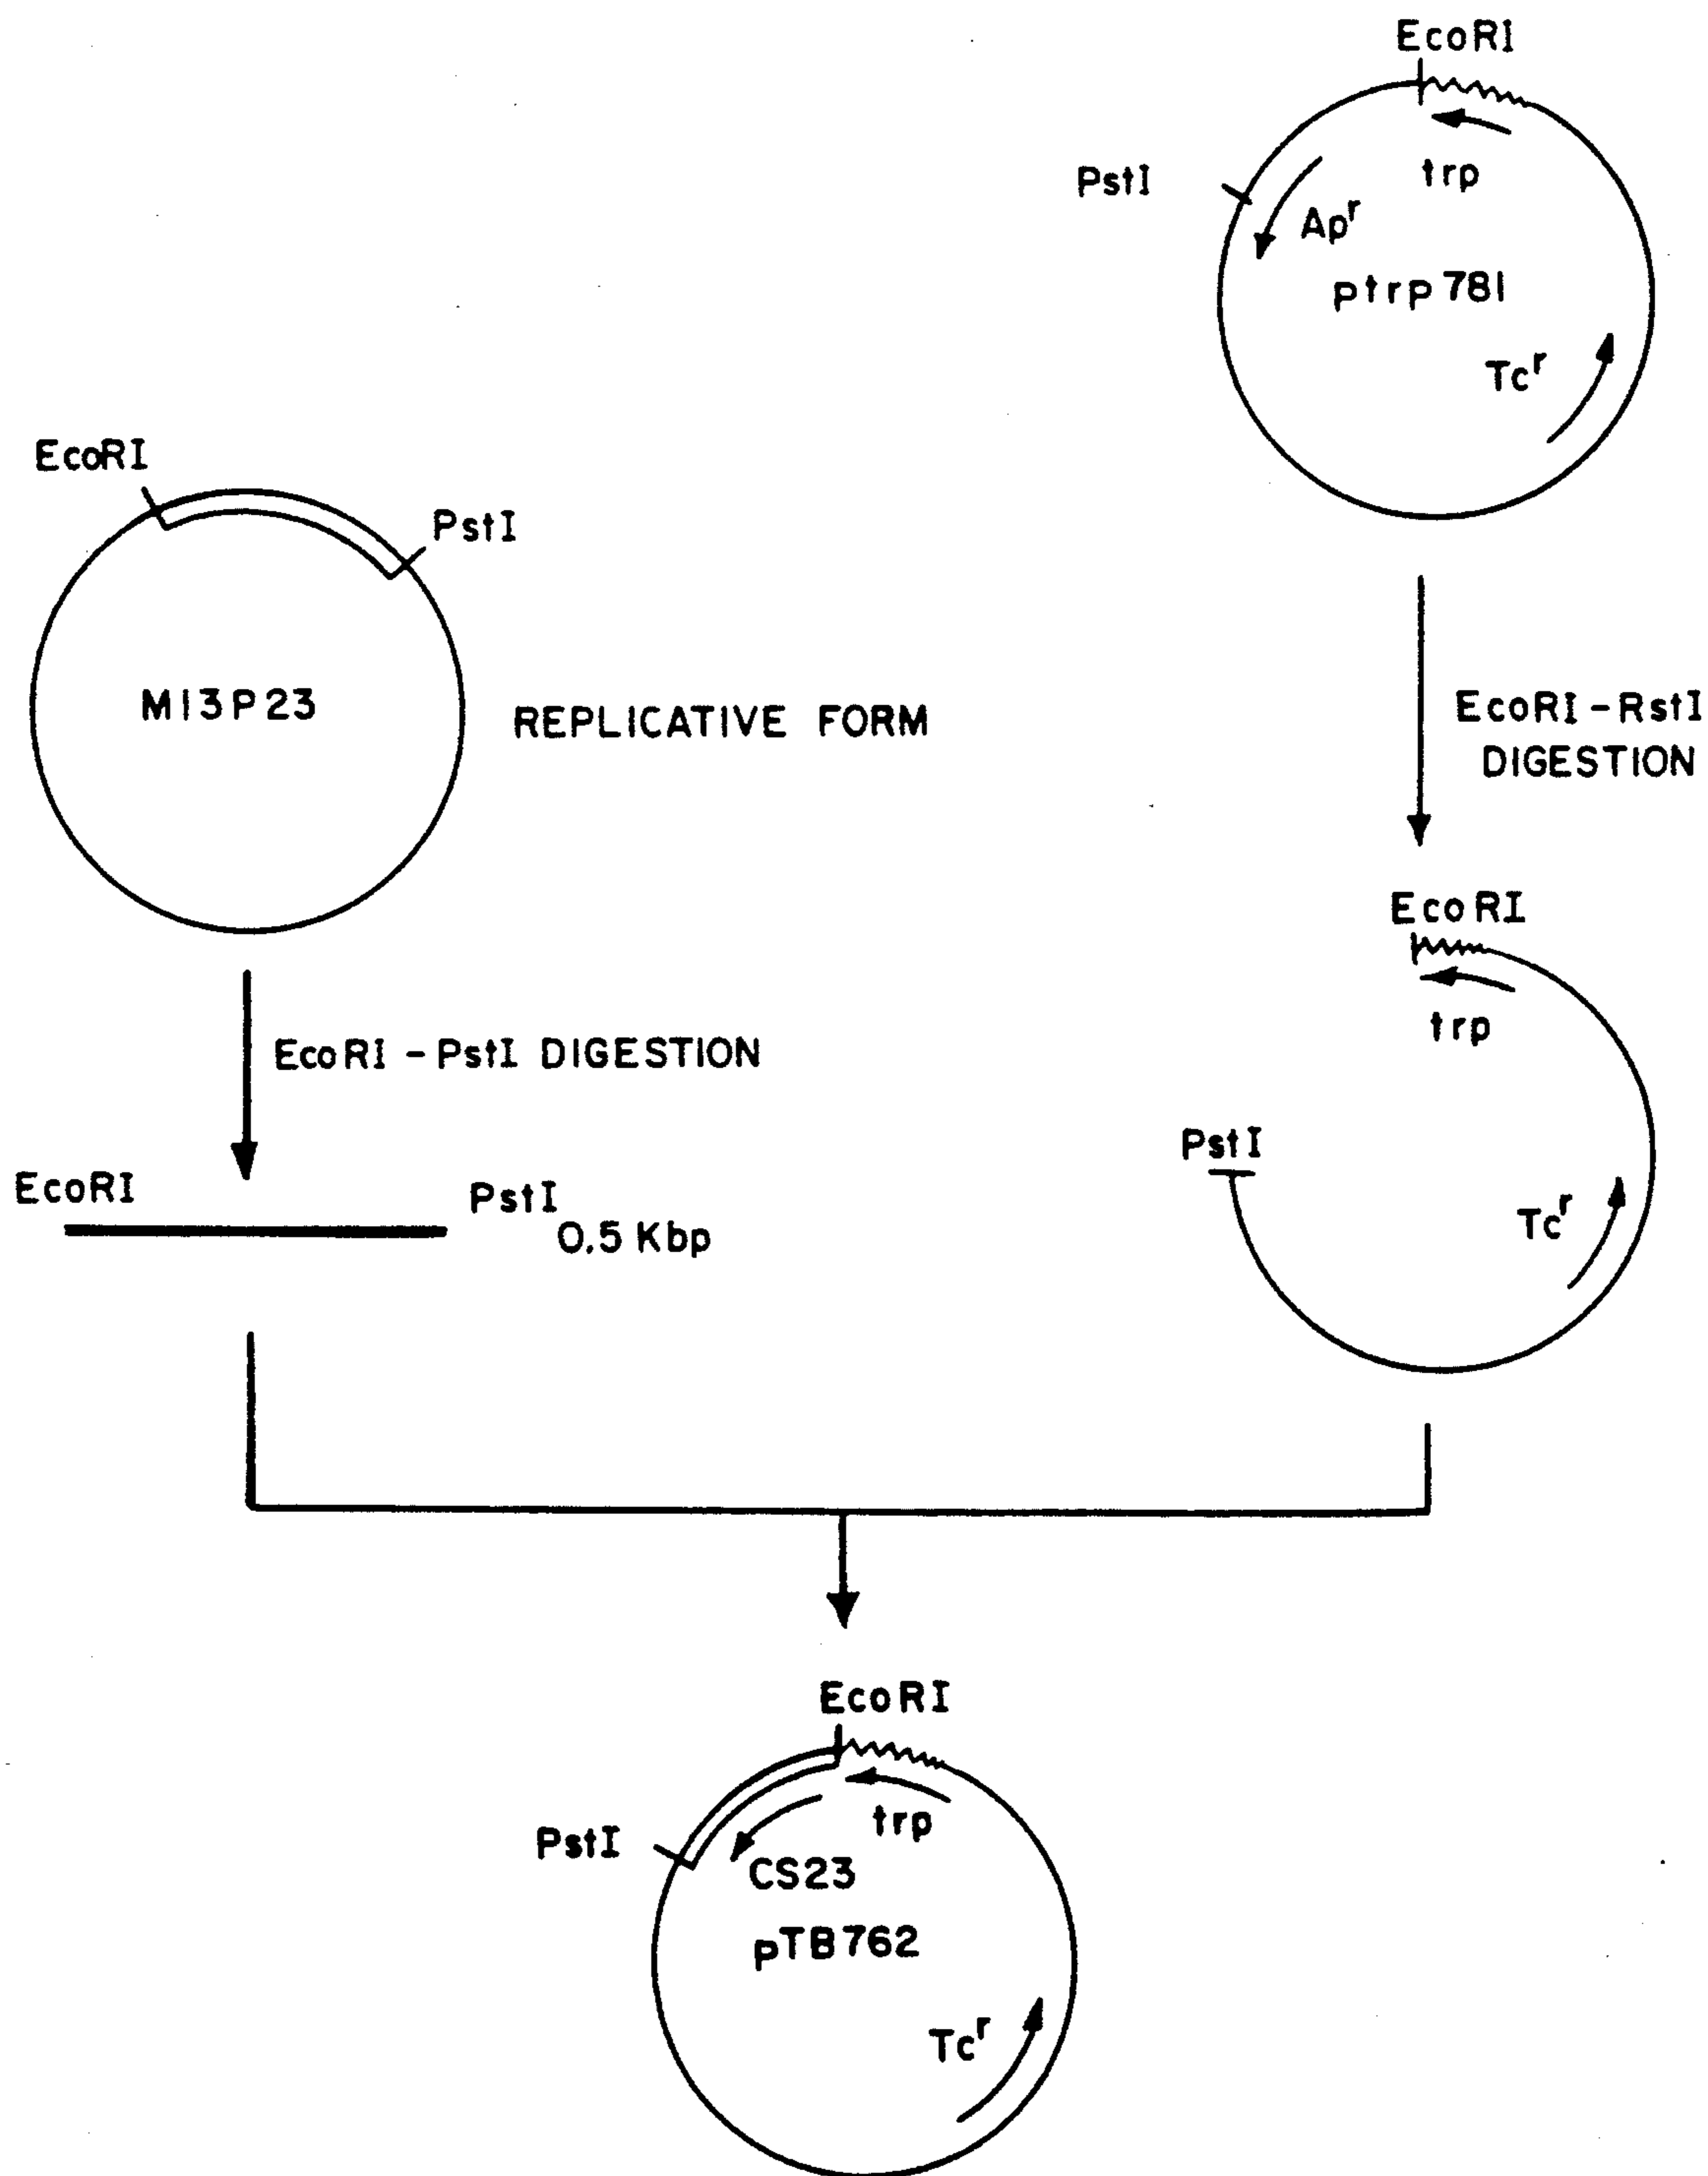 EcoRI
PstI
trp
Apʳ
ptrp781
Tcʳ
EcoRI
PstI
M13P23
REPLICATIVE FORM
EcoRI-RstI
DIGESTION
EcoRI
trp
EcoRI-PstI DIGESTION
PstI
EcoRI
PstI
0.5 Kbp
Tcʳ
EcoRI
trp
PstI
CS23
pTB762
Tcʳ